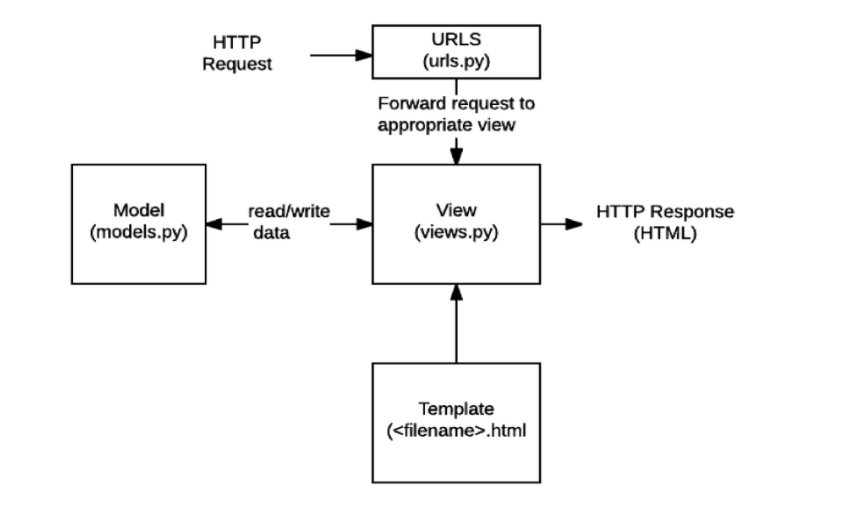 HTTP
Request
URLS
(urls.py)
Forward request to
appropriate view
Model
(models.py)
read/write
data
View
(views.py)
HTTP Response
(HTML)
Template
(<filename>.html